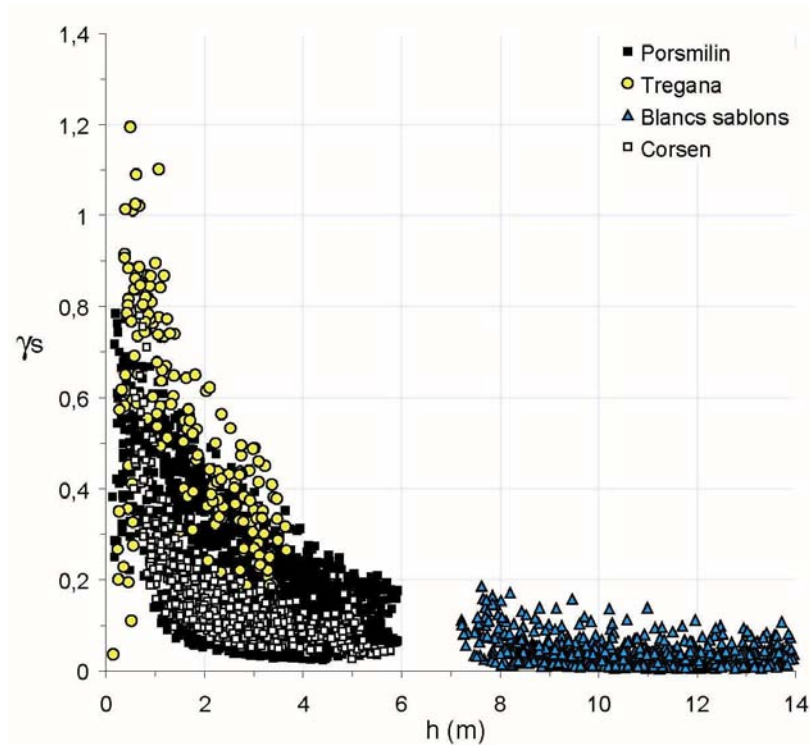 1,4
1,2
1
0,8
0,6
0,4
0,2
0
γs
0 2 4 6 8 10 12 14
h (m)
Porsmilin
Tregana
Blancs sablons
Corsen